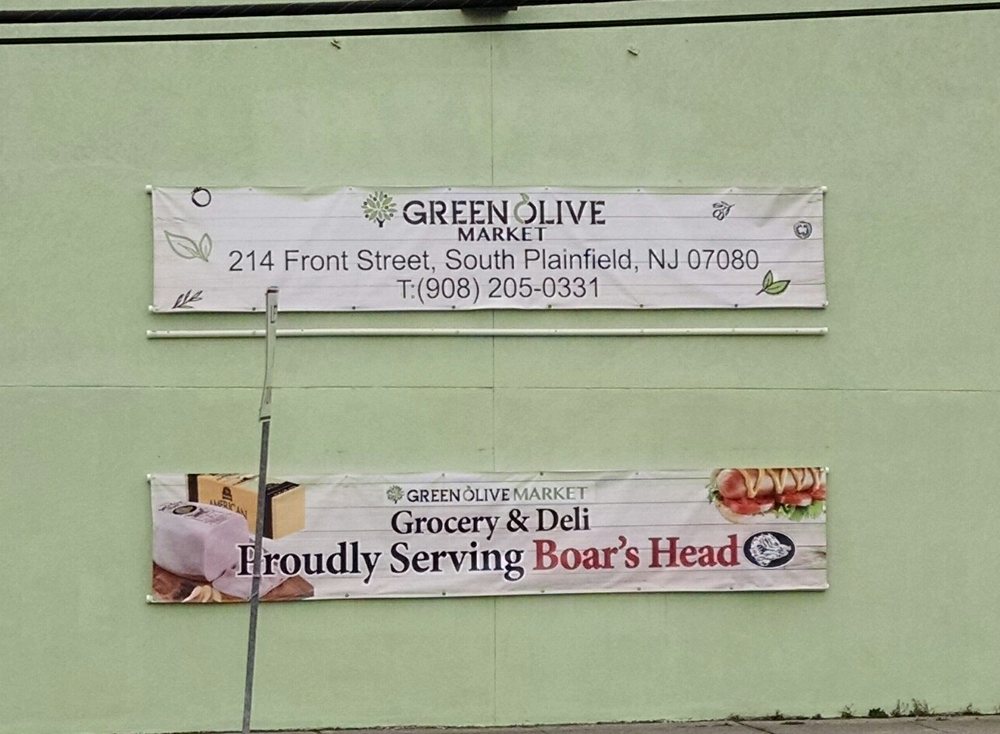 GREEN OLIVE
MARKET
214 Front Street, South Plainfield, NJ 07080
T:(908) 205-0331
GREEN OLIVE MARKET
Grocery & Deli
Proudly Serving Boar's Head
AMERICAN